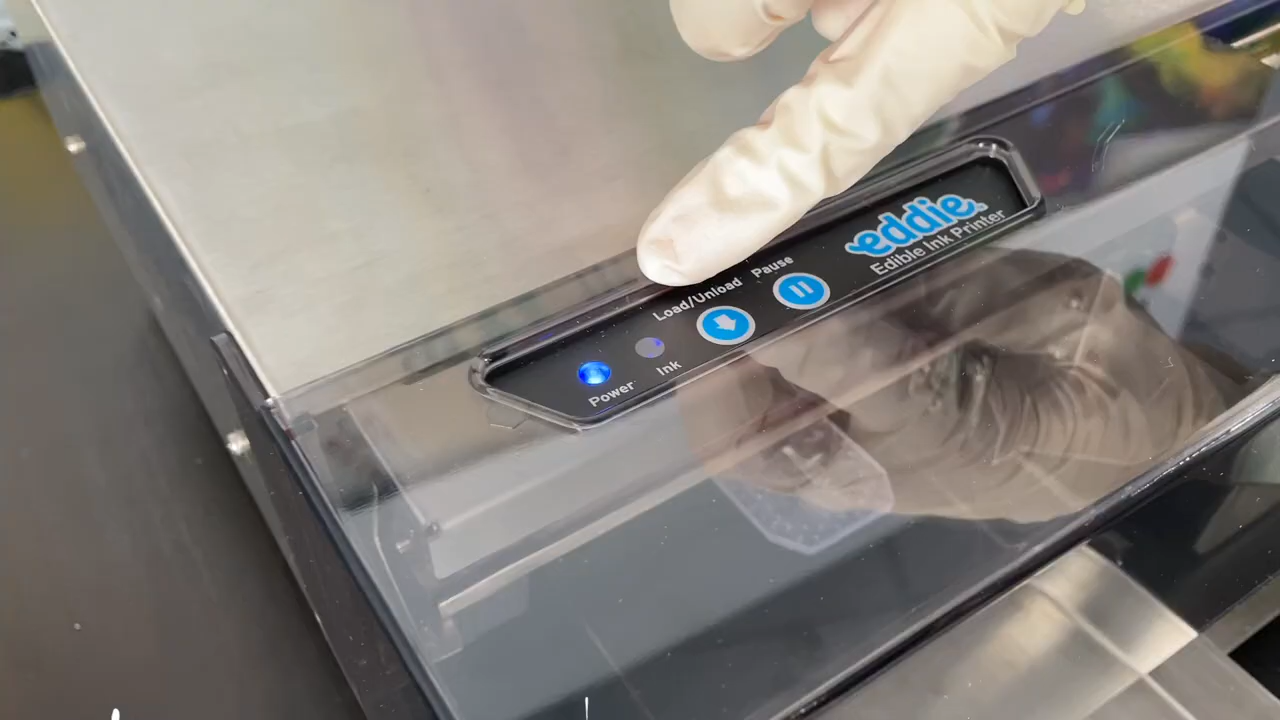 eddie
Edible Ink Printer
Pause
Load/Unload
Ink
Power